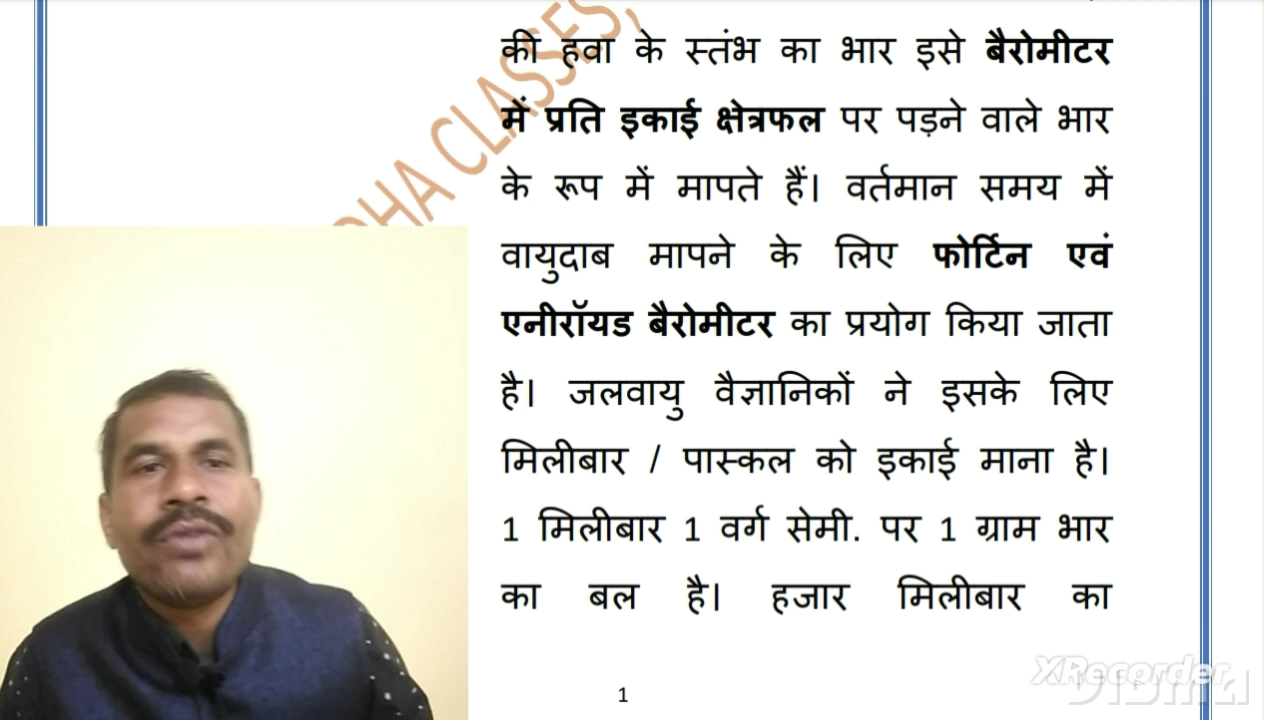 की हवा के स्तंभ का भार इसे बैरोमीटर
में प्रति इकाई क्षेत्रफल पर पड़ने वाले भार
के रूप में मापते हैं। वर्तमान समय में
वायुदाब मापने के लिए फोर्टिन एवं
एनीरॉयड बैरोमीटर का प्रयोग किया जाता
है। जलवायु वैज्ञानिकों ने इसके लिए
मिलीबार / पास्कल को इकाई माना है।
1 मिलीबार 1 वर्ग सेमी. पर 1 ग्राम भार
का बल है। हजार मिलीबार का
1
CLASSES,
XRecorder